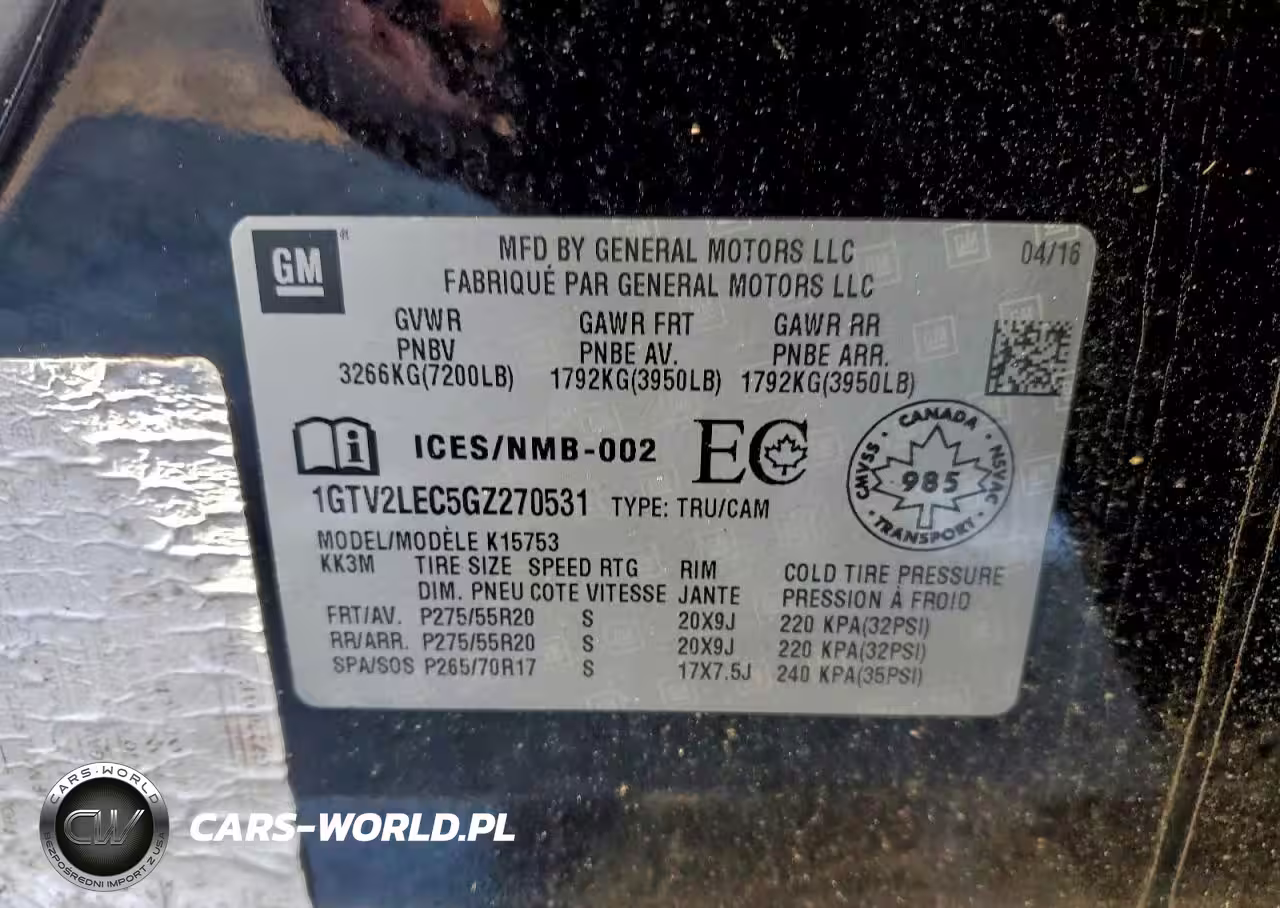 GM
MFD BY GENERAL MOTORS LLC
04/16
FABRIQUÉ PAR GENERAL MOTORS LLC
GVWR GAWR FRT GAWR RR
PNBV PNBE AV. PNBE ARR.
3266KG(7200LB) 1792KG(3950LB) 1792KG(3950LB)
ICES/NMB-002 EC
CANADA
CMVSS 985 NSVAC
TRANSPORT
1GTV2LEC5GZ270531 TYPE: TRU/CAM
MODEL/MODÈLE K15753
KK3M TIRE SIZE SPEED RTG RIM COLD TIRE PRESSURE
DIM. PNEU COTE VITESSE JANTE PRESSION À FROID
FRT/AV. P275/55R20 S 20X9J 220 KPA(32PSI)
RR/ARR. P275/55R20 S 20X9J 220 KPA(32PSI)
SPA/SOS P265/70R17 S 17X7.5J 240 KPA(35PSI)
CARS-WORLD
CW
BEZPOŚREDNI IMPORT Z USA
CARS-WORLD.PL